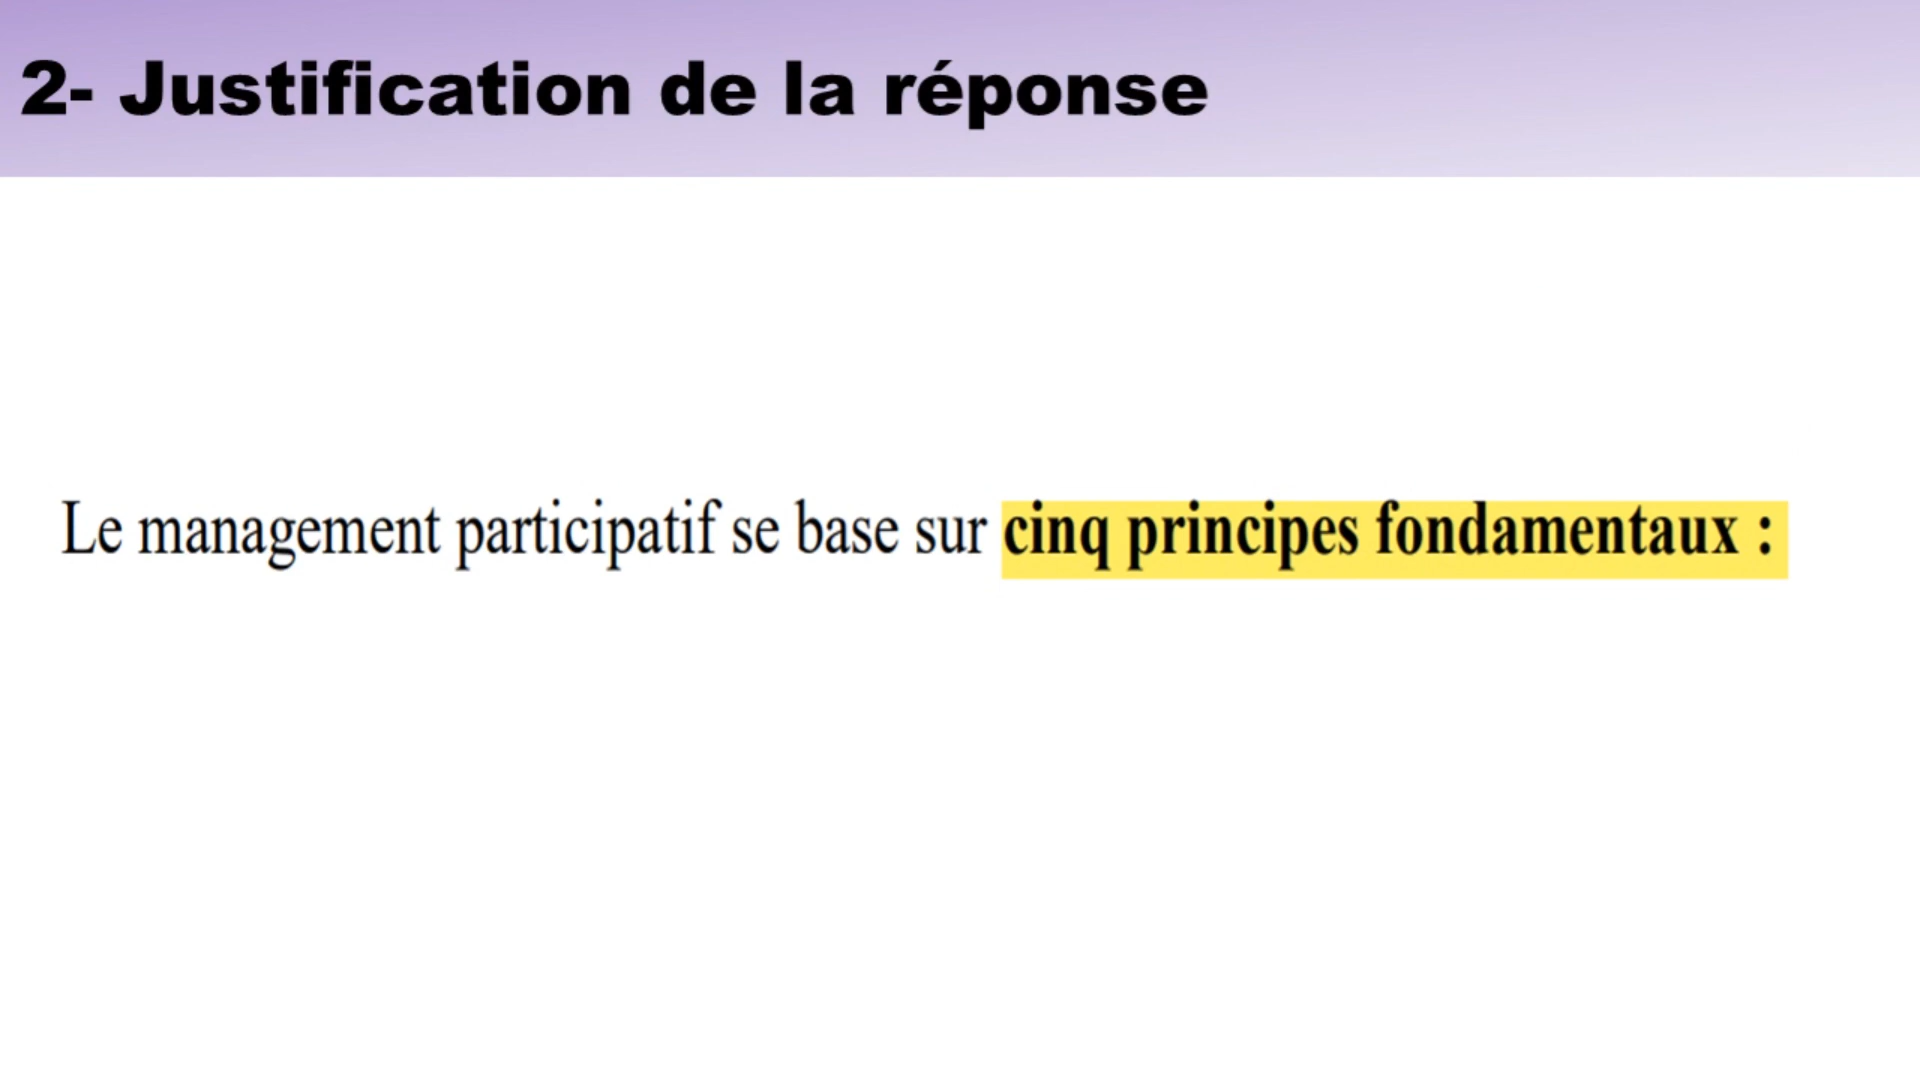 2- Justification de la réponse
Le management participatif se base sur cinq principes fondamentaux :